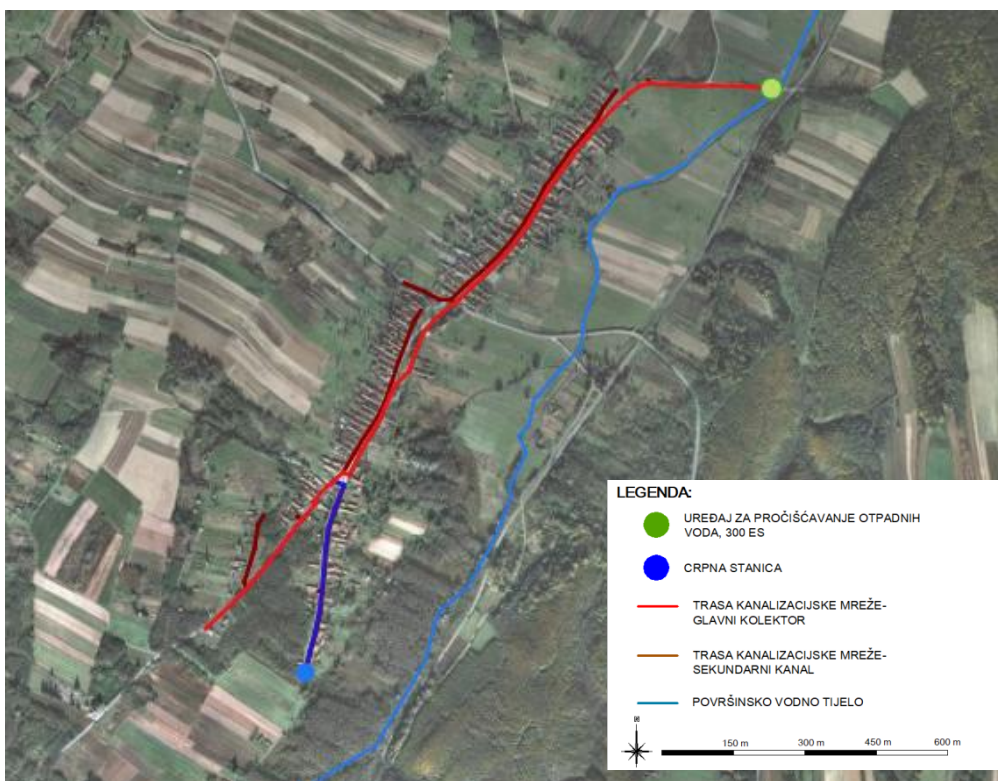 LEGENDA:
UREĐAJ ZA PROČIŠĆAVANJE OTPADNIH
VODA, 300 ES
CRPNA STANICA
TRASA KANALIZACIJSKE MREŽE-
GLAVNI KOLEKTOR
TRASA KANALIZACIJSKE MREŽE-
SEKUNDARNI KANAL
POVRŠINSKO VODNO TIJELO
150 m
300 m
450 m
600 m